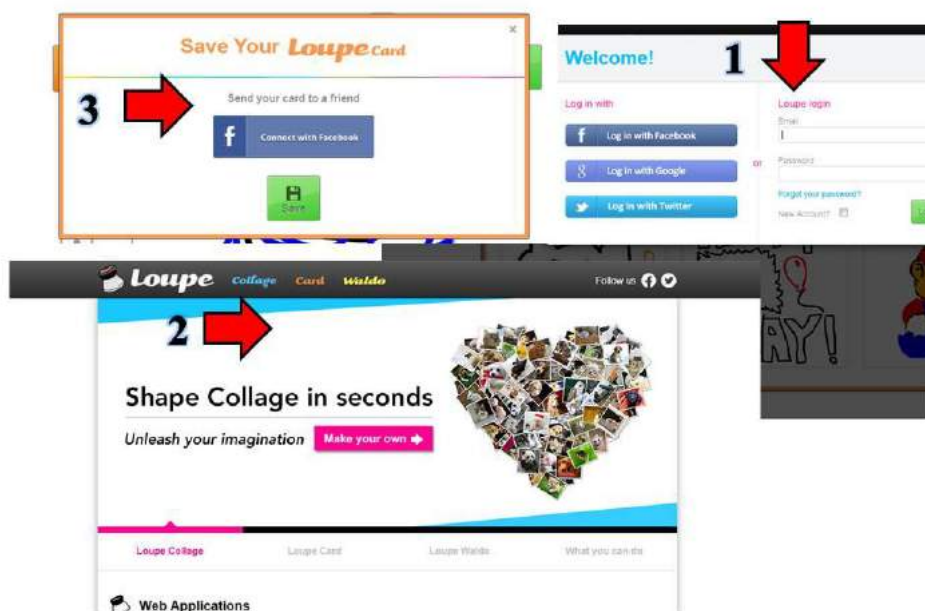 Save Your Loupe Card
x
3
Send your card to a friend
f Connect with Facebook
Save
Welcome!
1
Log in with
f Log in with Facebook
8 Log in with Google
Log in with Twitter
or
Loupe login
Email
Password
Forgot your password?
New Account?
AY!
Loupe Collage Card Waldo
Follow us
2
Shape Collage in seconds
Unleash your imagination Make your own
Loupe Collage Loupe Card Loupe Waldo What you can do
Web Applications